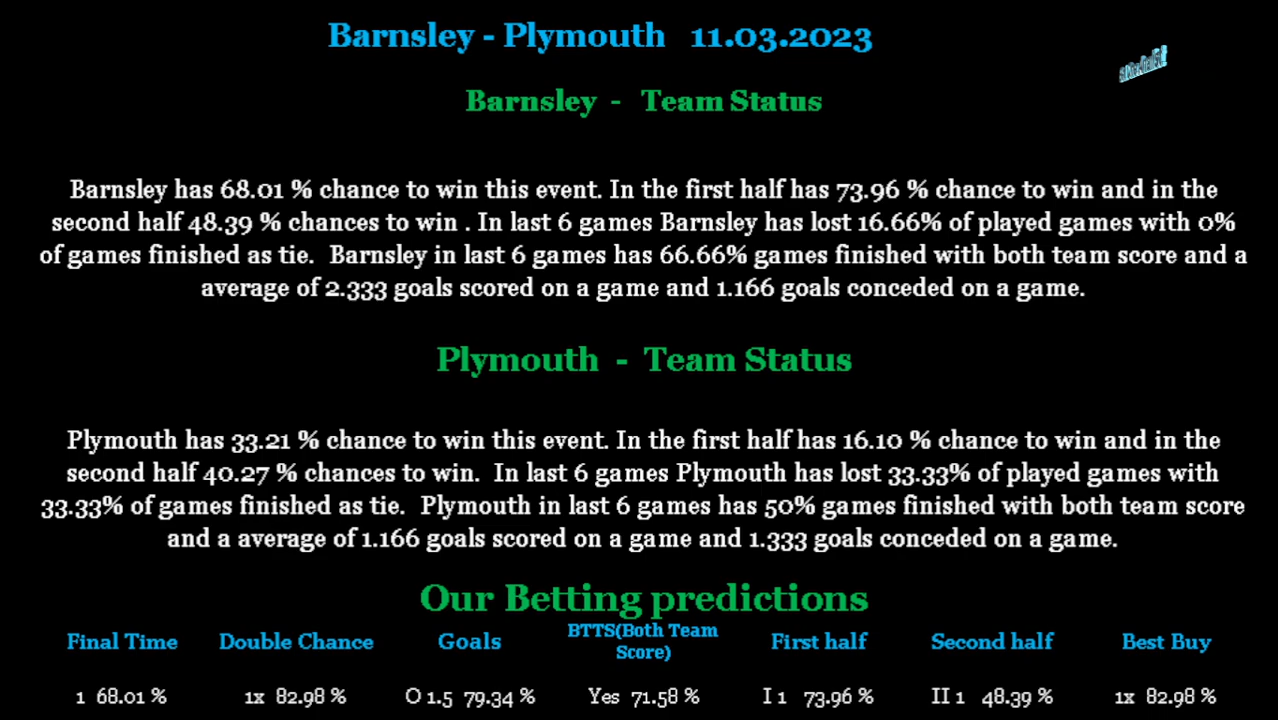 Barnsley - Plymouth 11.03.2023
Barnsley - Team Status
Barnsley has 68.01 % chance to win this event. In the first half has 73.96 % chance to win and in the
second half 48.39 % chances to win . In last 6 games Barnsley has lost 16.66% of played games with 0%
of games finished as tie. Barnsley in last 6 games has 66.66% games finished with both team score and a
average of 2.333 goals scored on a game and 1.166 goals conceded on a game.
Plymouth - Team Status
Plymouth has 33.21 % chance to win this event. In the first half has 16.10 % chance to win and in the
second half 40.27 % chances to win. In last 6 games Plymouth has lost 33.33% of played games with
33.33% of games finished as tie. Plymouth in last 6 games has 50% games finished with both team score
and a average of 1.166 goals scored on a game and 1.333 goals conceded on a game.
Our Betting predictions
Final Time Double Chance Goals BTTS(Both Team
Score) First half Second half Best Buy
1 68.01 % 1x 82.98 % O 1.5 79.34 % Yes 71.58 % I 1 73.96 % II 1 48.39 % 1x 82.98 %